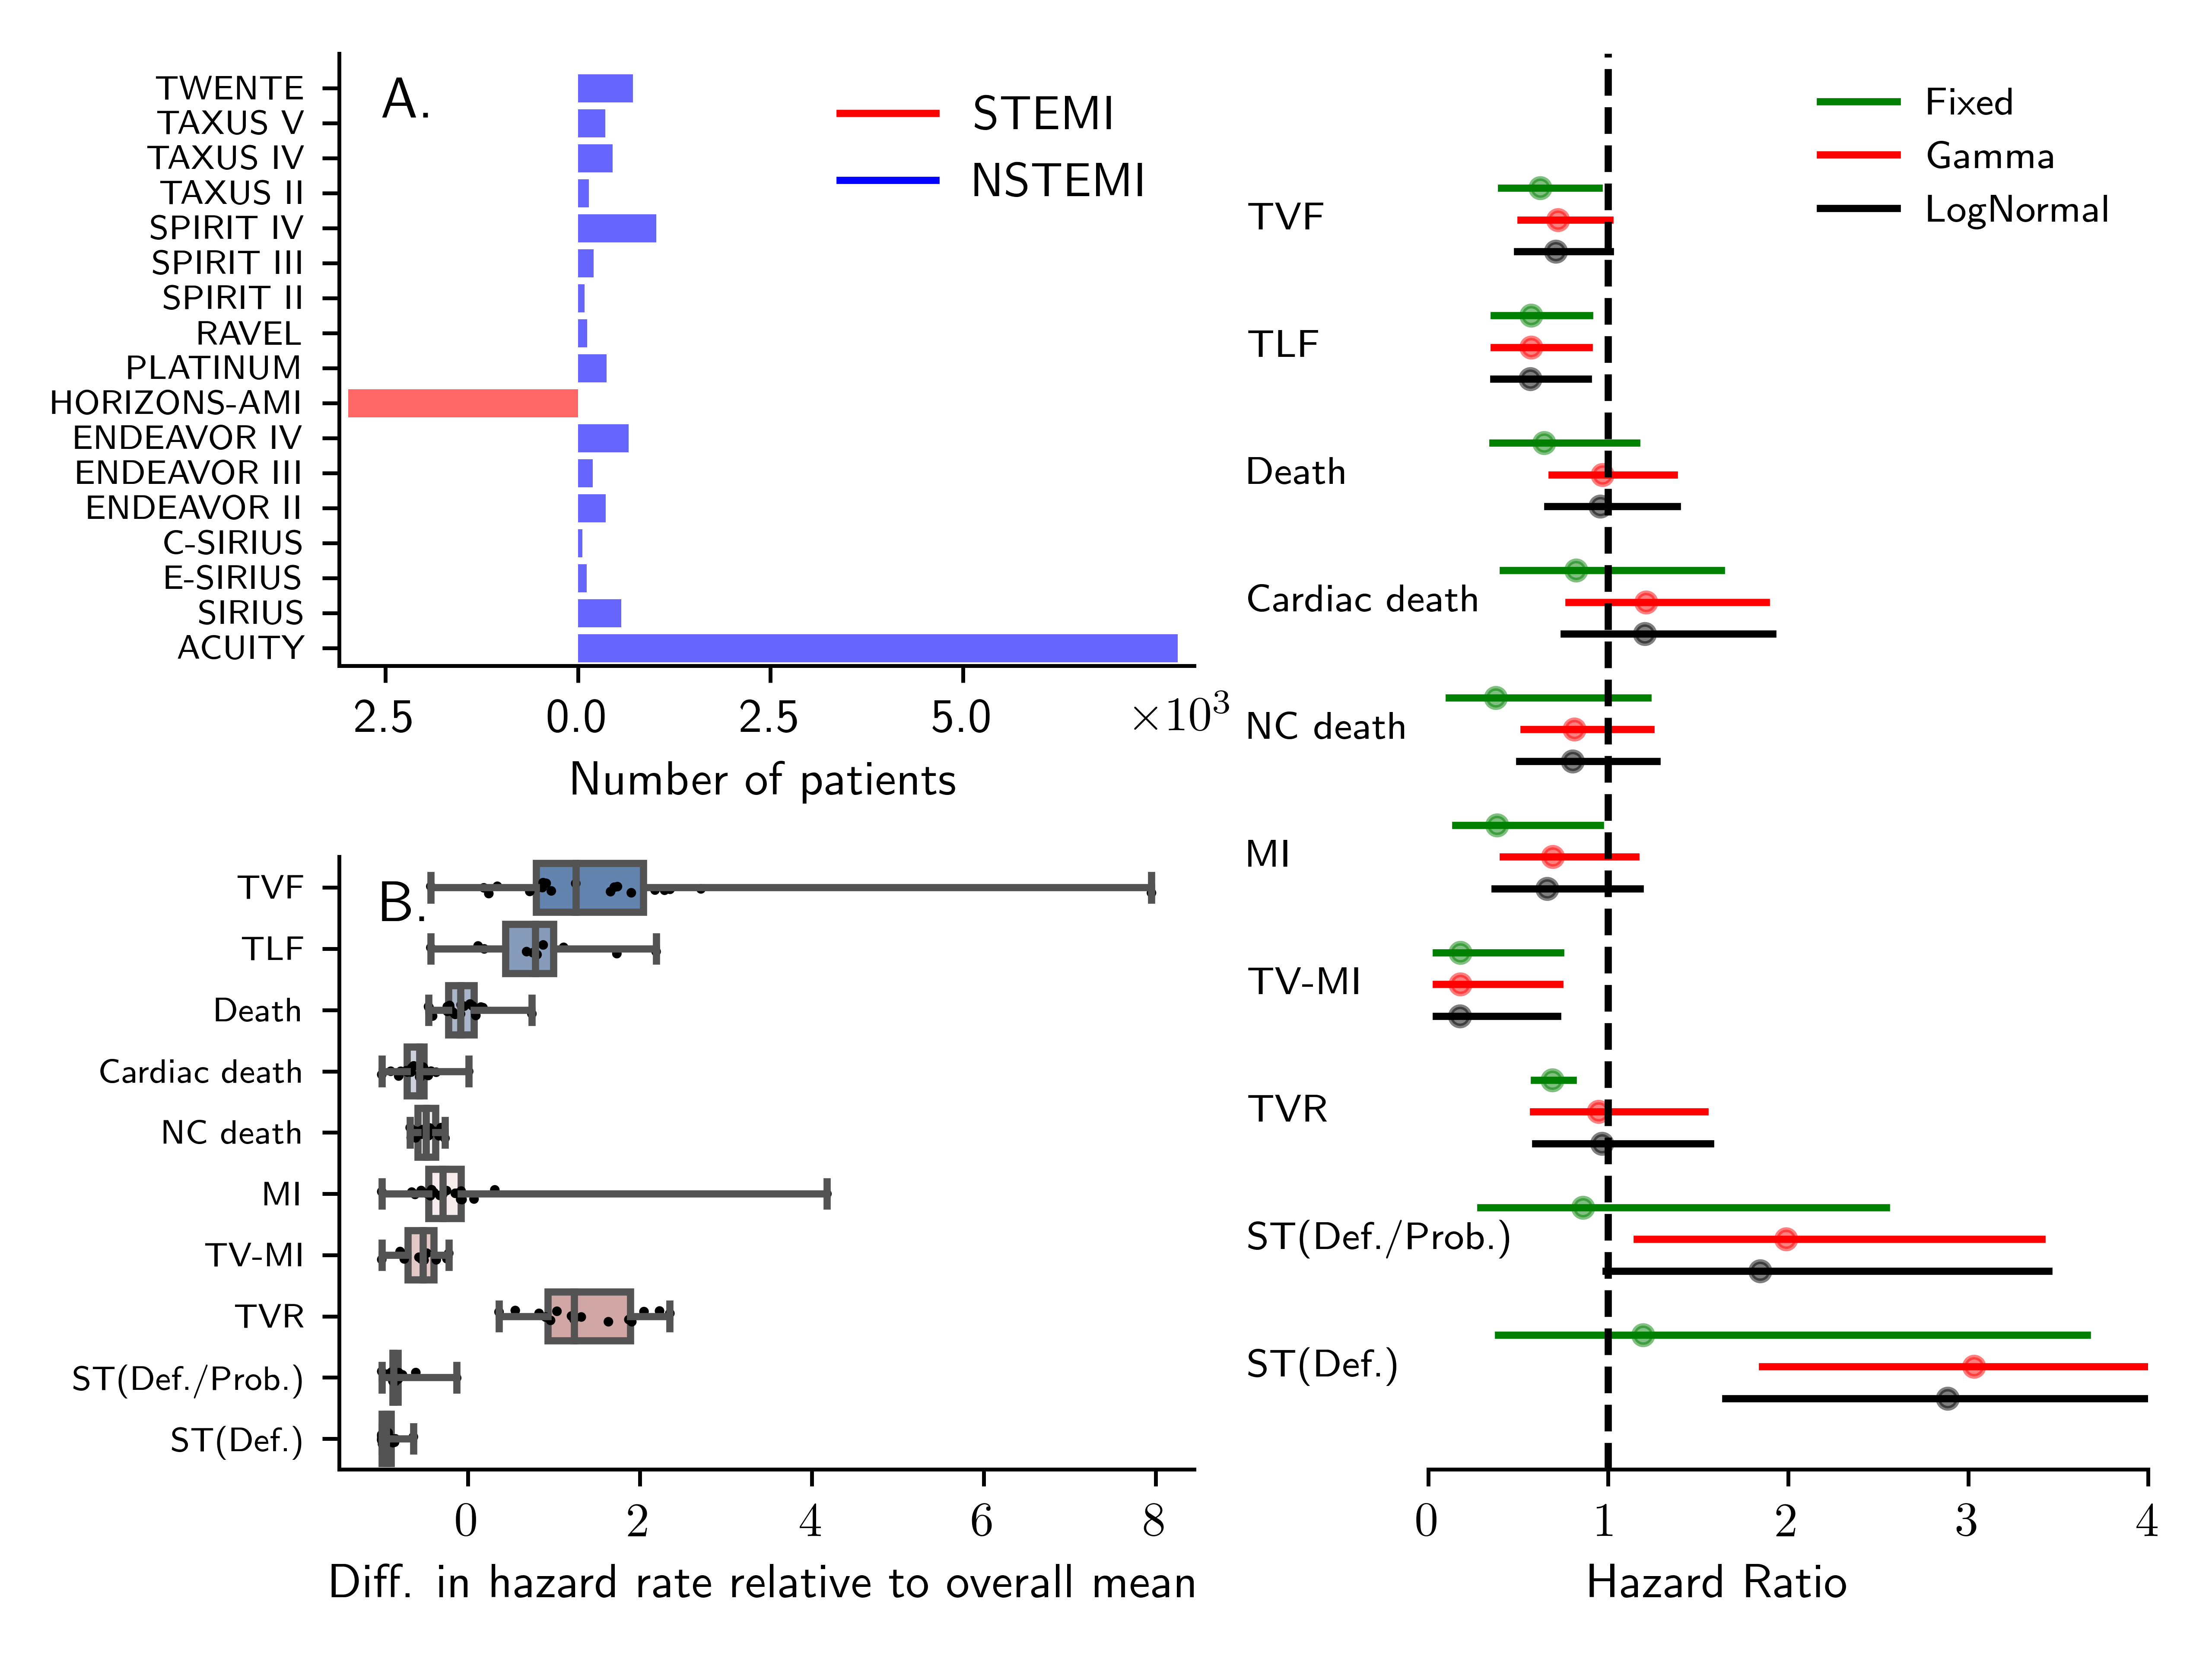 A.
STEMI
NSTEMI
TWENTE
TAXUS V
TAXUS IV
TAXUS II
SPIRIT IV
SPIRIT III
SPIRIT II
RAVEL
PLATINUM
HORIZONS-AMI
ENDEAVOR IV
ENDEAVOR III
ENDEAVOR II
C-SIRIUS
E-SIRIUS
SIRIUS
ACUITY
2.5 0.0 2.5 5.0 ×10³
Number of patients
B.
TVF
TLF
Death
Cardiac death
NC death
MI
TV-MI
TVR
ST(Def./Prob.)
ST(Def.)
0 2 4 6 8
Diff. in hazard rate relative to overall mean
Fixed
Gamma
LogNormal
TVF
TLF
Death
Cardiac death
NC death
MI
TV-MI
TVR
ST(Def./Prob.)
ST(Def.)
0 1 2 3 4
Hazard Ratio